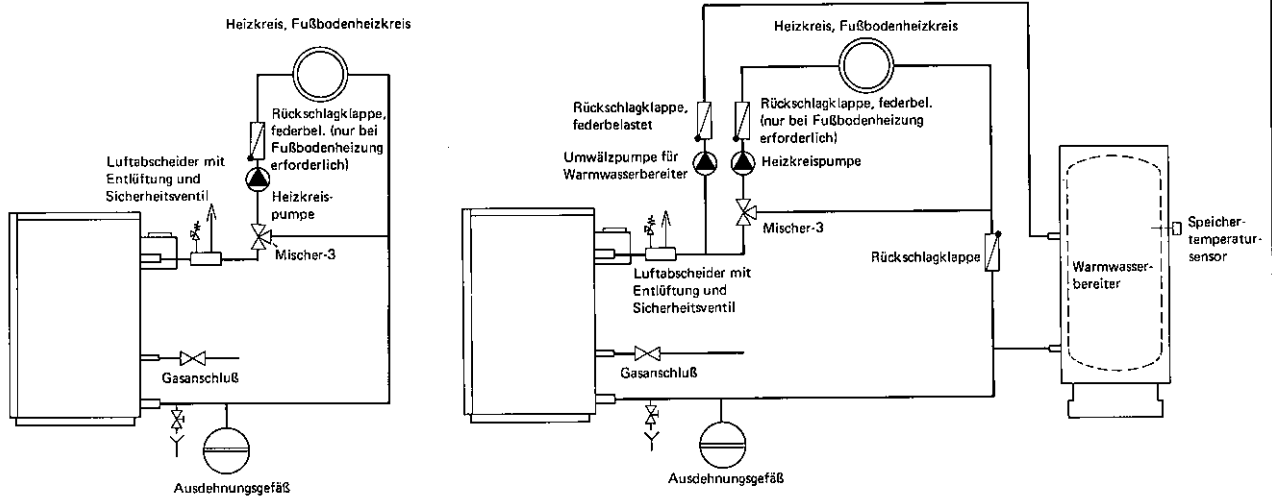 Heizkreis, Fußbodenheizkreis
Rückschlagklappe,
federbel. (nur bei
Fußbodenheizung
erforderlich)
Luftabscheider mit
Entlüftung und
Sicherheitsventil
Heizkreis-
pumpe
Mischer-3
Gasanschluß
Ausdehnungsgefäß
Heizkreis, Fußbodenheizkreis
Rückschlagklappe,
federbelastet
Rückschlagklappe, federbel.
(nur bei Fußbodenheizung
erforderlich)
Umwälzpumpe für
Warmwasserbereiter
Heizkreispumpe
Mischer-3
Rückschlagklappe
Luftabscheider mit
Entlüftung und
Sicherheitsventil
Gasanschluß
Ausdehnungsgefäß
Warmwasser-
bereiter
Speicher-
temperatur-
sensor